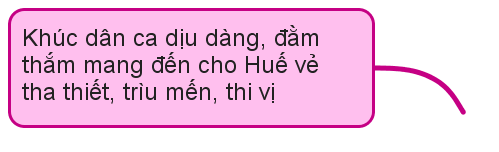 Khúc dân ca dịu dàng, đằm
thắm mang đến cho Huế vẻ
tha thiết, trìu mến, thi vị